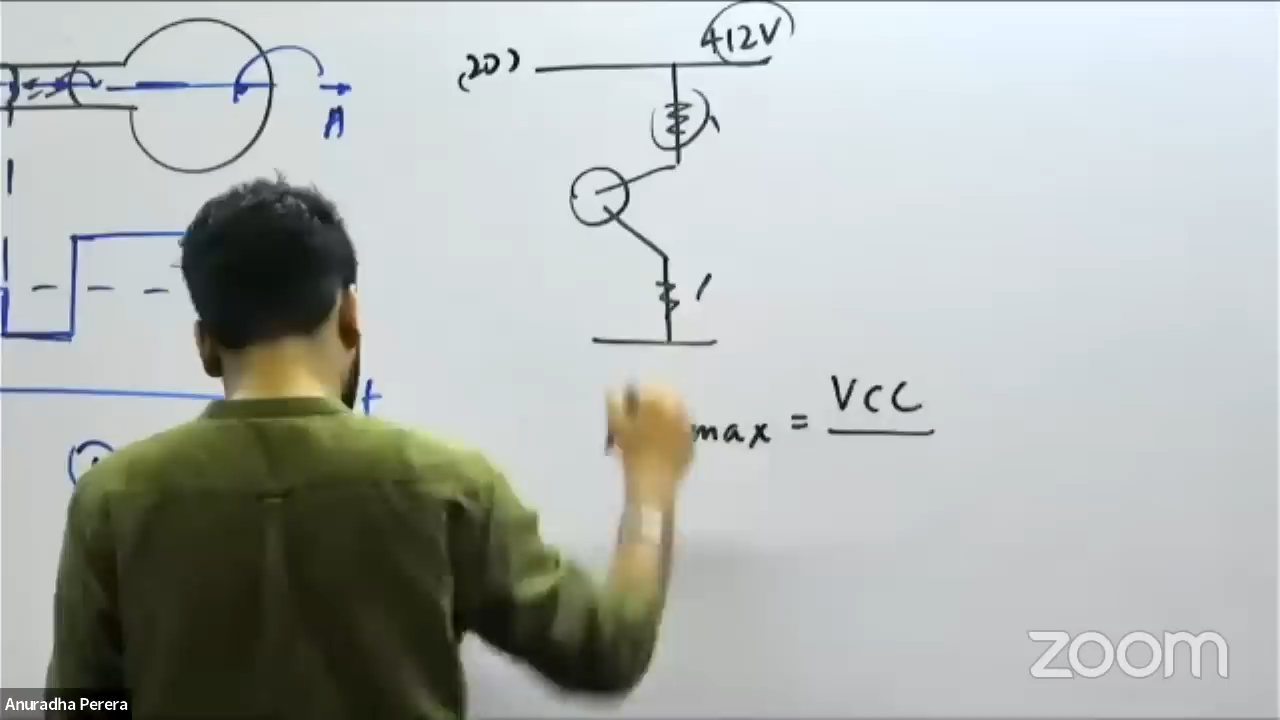 +12V
(20)
A
max = VCC
t
zoom
Anuradha Perera